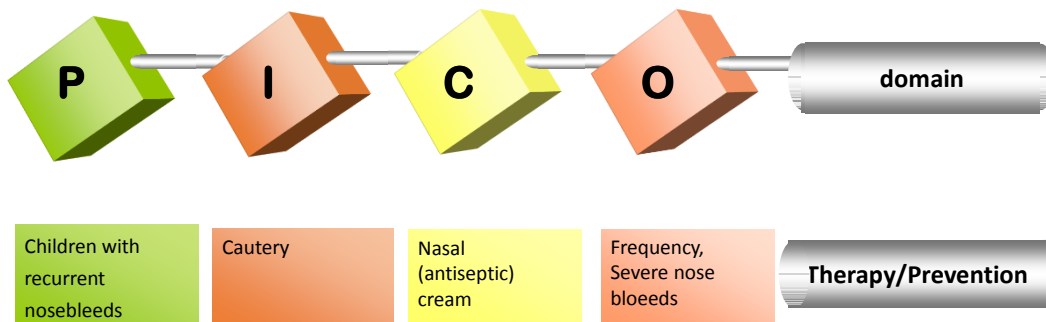 P I C O domain
Children with
recurrent
nosebleeds
Cautery
Nasal
(antiseptic)
cream
Frequency,
Severe nose
bloeeds
Therapy/Prevention